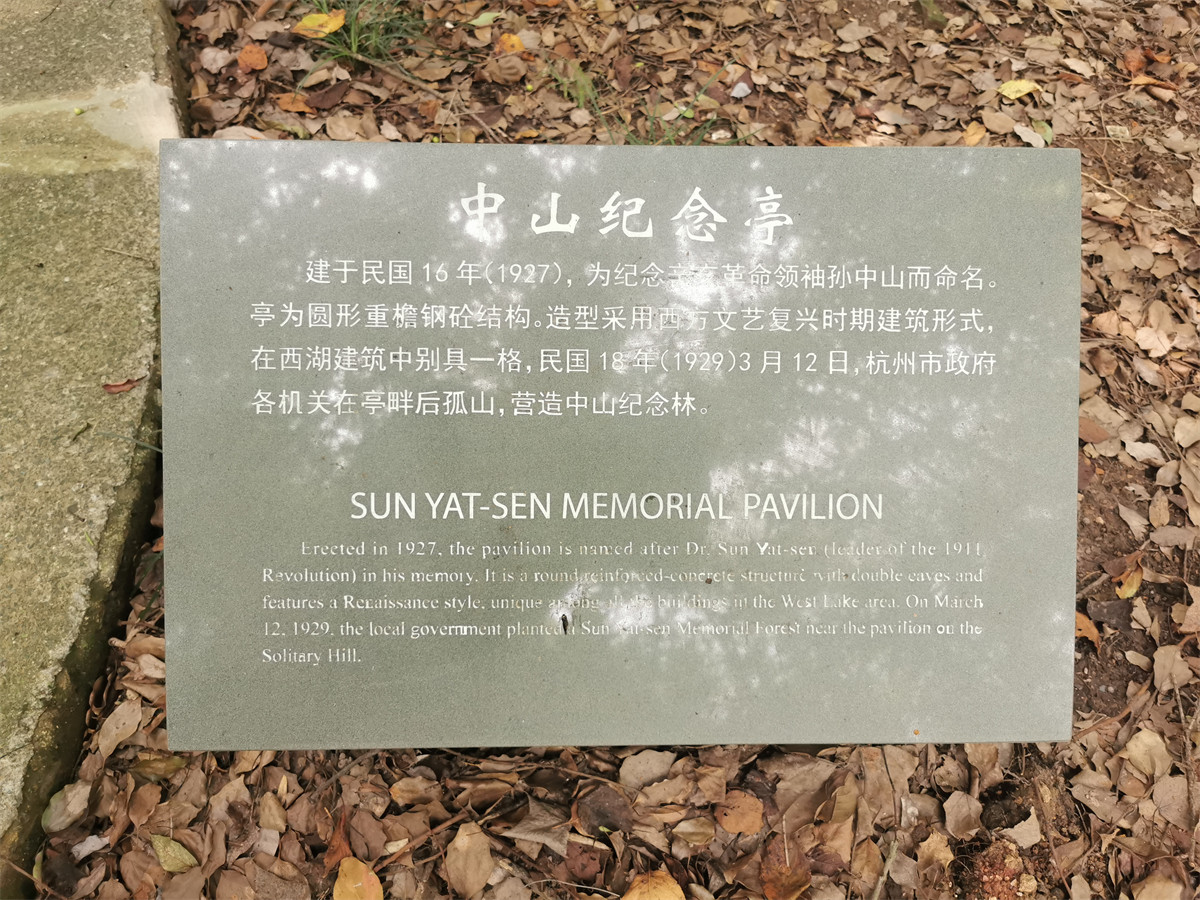 中山纪念亭
建于民国16年(1927)，为纪念辛亥革命领袖孙中山而命名。
亭为圆形重檐钢砼结构。造型采用西方文艺复兴时期建筑形式，
在西湖建筑中别具一格，民国18年(1929)3月12日，杭州市政府
各机关在亭畔后孤山，营造中山纪念林。
SUN YAT-SEN MEMORIAL PAVILION
Erected in 1927, the pavilion is named after Dr. Sun Yat-sen (leader of the 1911
Revolution) in his memory. It is a round reinforced-concrete structure with double eaves and
features a Renaissance style, unique among all the buildings in the West Lake area. On March
12, 1929, the local government planted a Sun Yat-sen Memorial Forest near the pavilion on the
Solitary Hill.